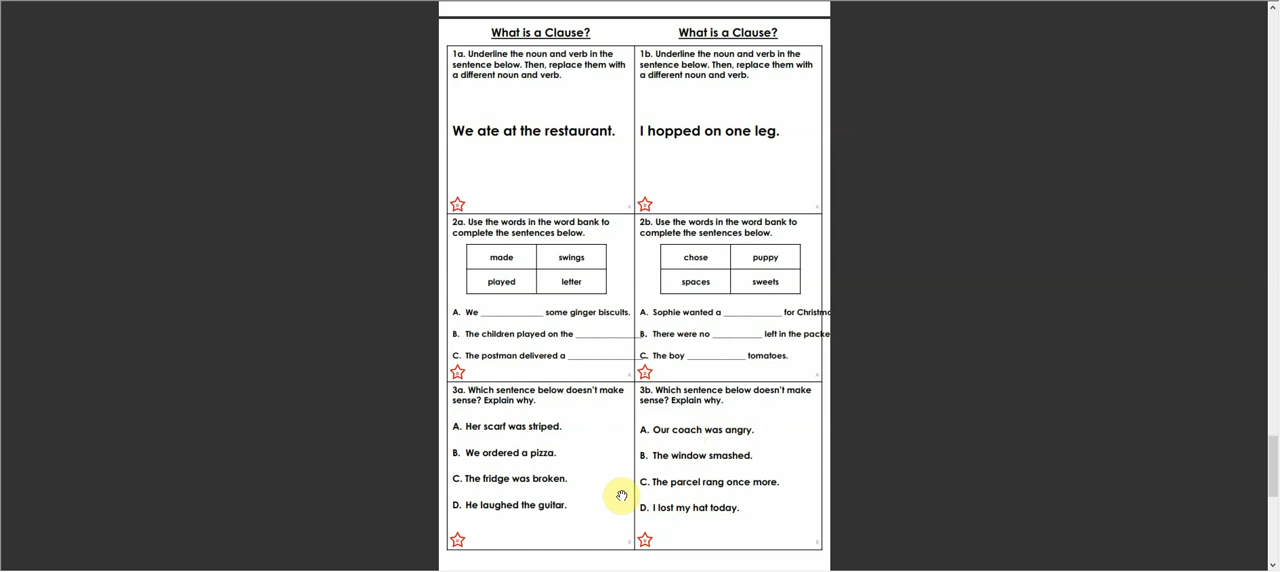 What is a Clause?
1a. Underline the noun and verb in the
sentence below. Then, replace them with
a different noun and verb.
We ate at the restaurant.
What is a Clause?
1b. Underline the noun and verb in the
sentence below. Then, replace them with
a different noun and verb.
I hopped on one leg.
2a. Use the words in the word bank to
complete the sentences below.
made swings
played letter
A. We ______________ some ginger biscuits.
B. The children played on the _______________
C. The postman delivered a _________________
2b. Use the words in the word bank to
complete the sentences below.
chose puppy
spaces sweets
A. Sophie wanted a _____________ for Christm
B. There were no ___________ left in the packe
C. The boy _____________ tomatoes.
3a. Which sentence below doesn't make
sense? Explain why.
A. Her scarf was striped.
B. We ordered a pizza.
C. The fridge was broken.
D. He laughed the guitar.
3b. Which sentence below doesn't make
sense? Explain why.
A. Our coach was angry.
B. The window smashed.
C. The parcel rang once more.
D. I lost my hat today.